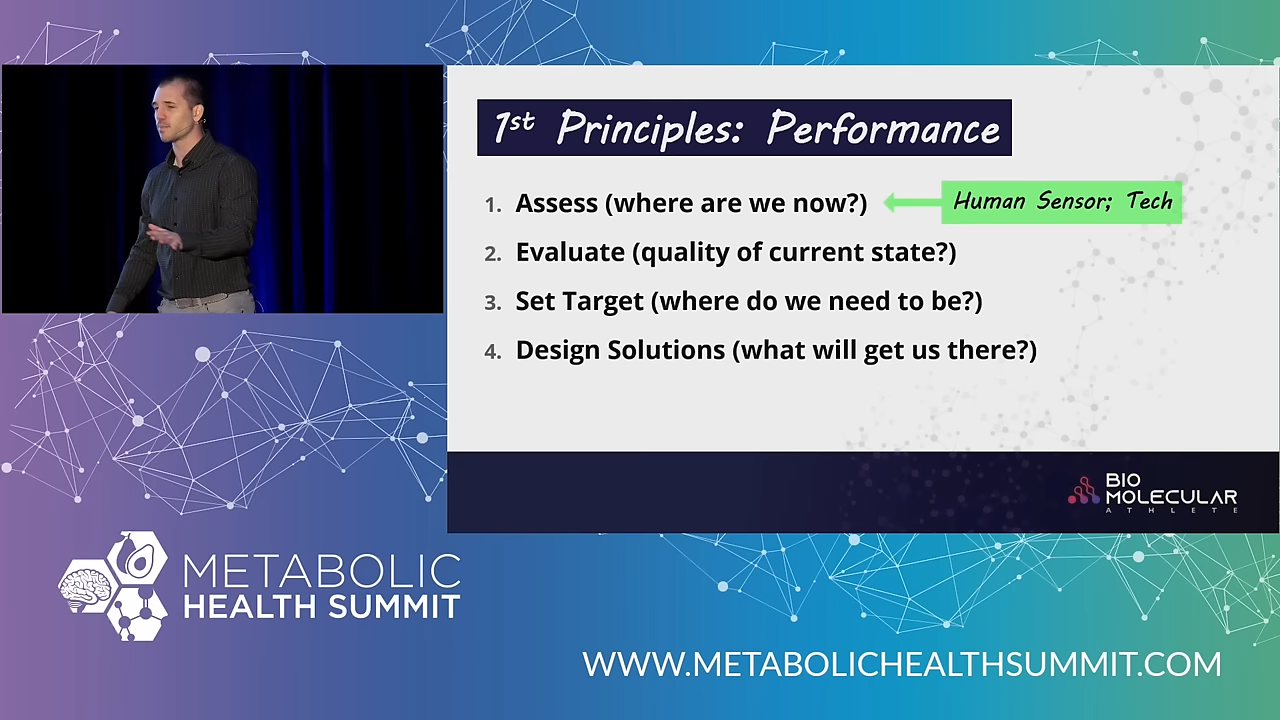 1st Principles: Performance
1. Assess (where are we now?)
Human Sensor; Tech
2. Evaluate (quality of current state?)
3. Set Target (where do we need to be?)
4. Design Solutions (what will get us there?)
BIO
MOLECULAR
ATHLETE
METABOLIC
HEALTH SUMMIT
WWW.METABOLICHEALTHSUMMIT.COM